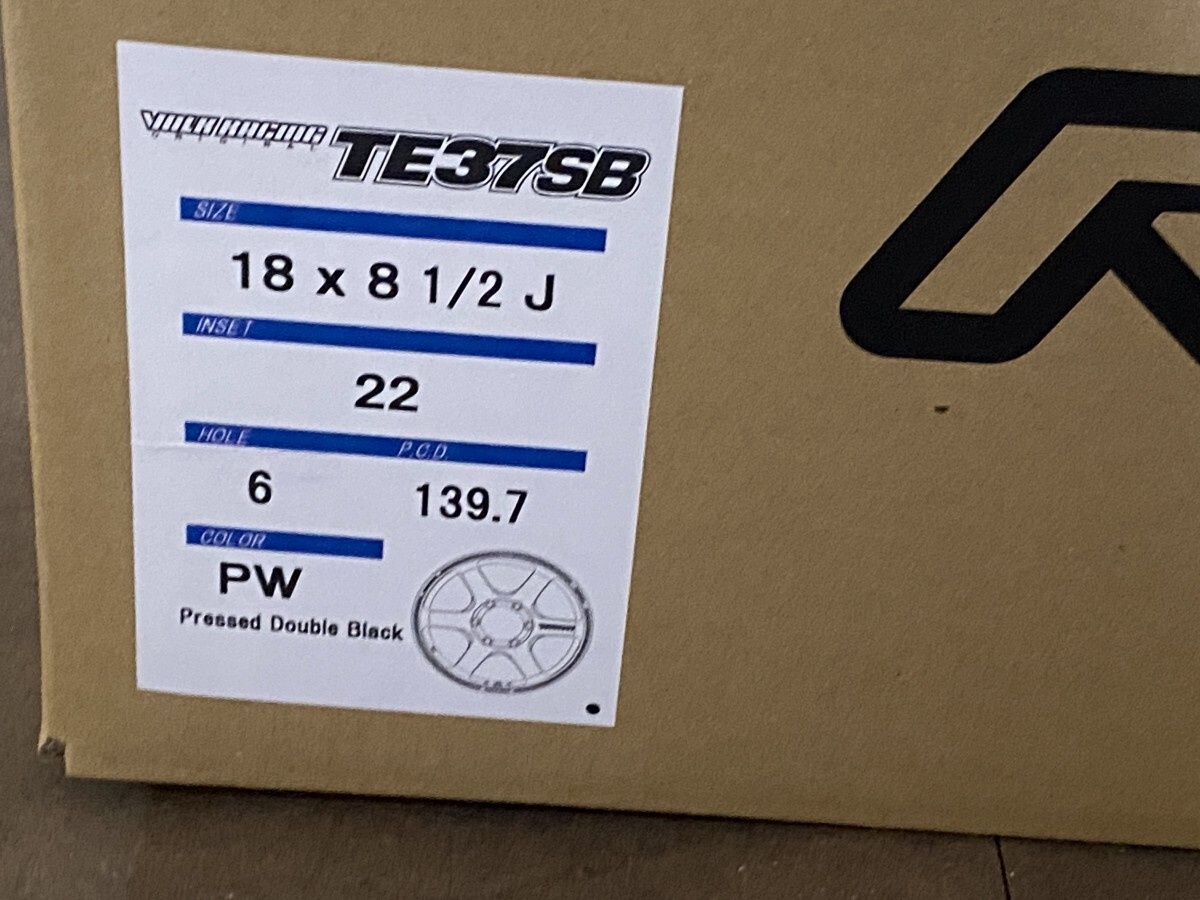 VOLK RACING TE37SB
ORIGINAL
SIZE
18 x 8 1/2 J
INSET
22
HOLE P.C.D.
6 139.7
COLOR
PW
Pressed Double Black